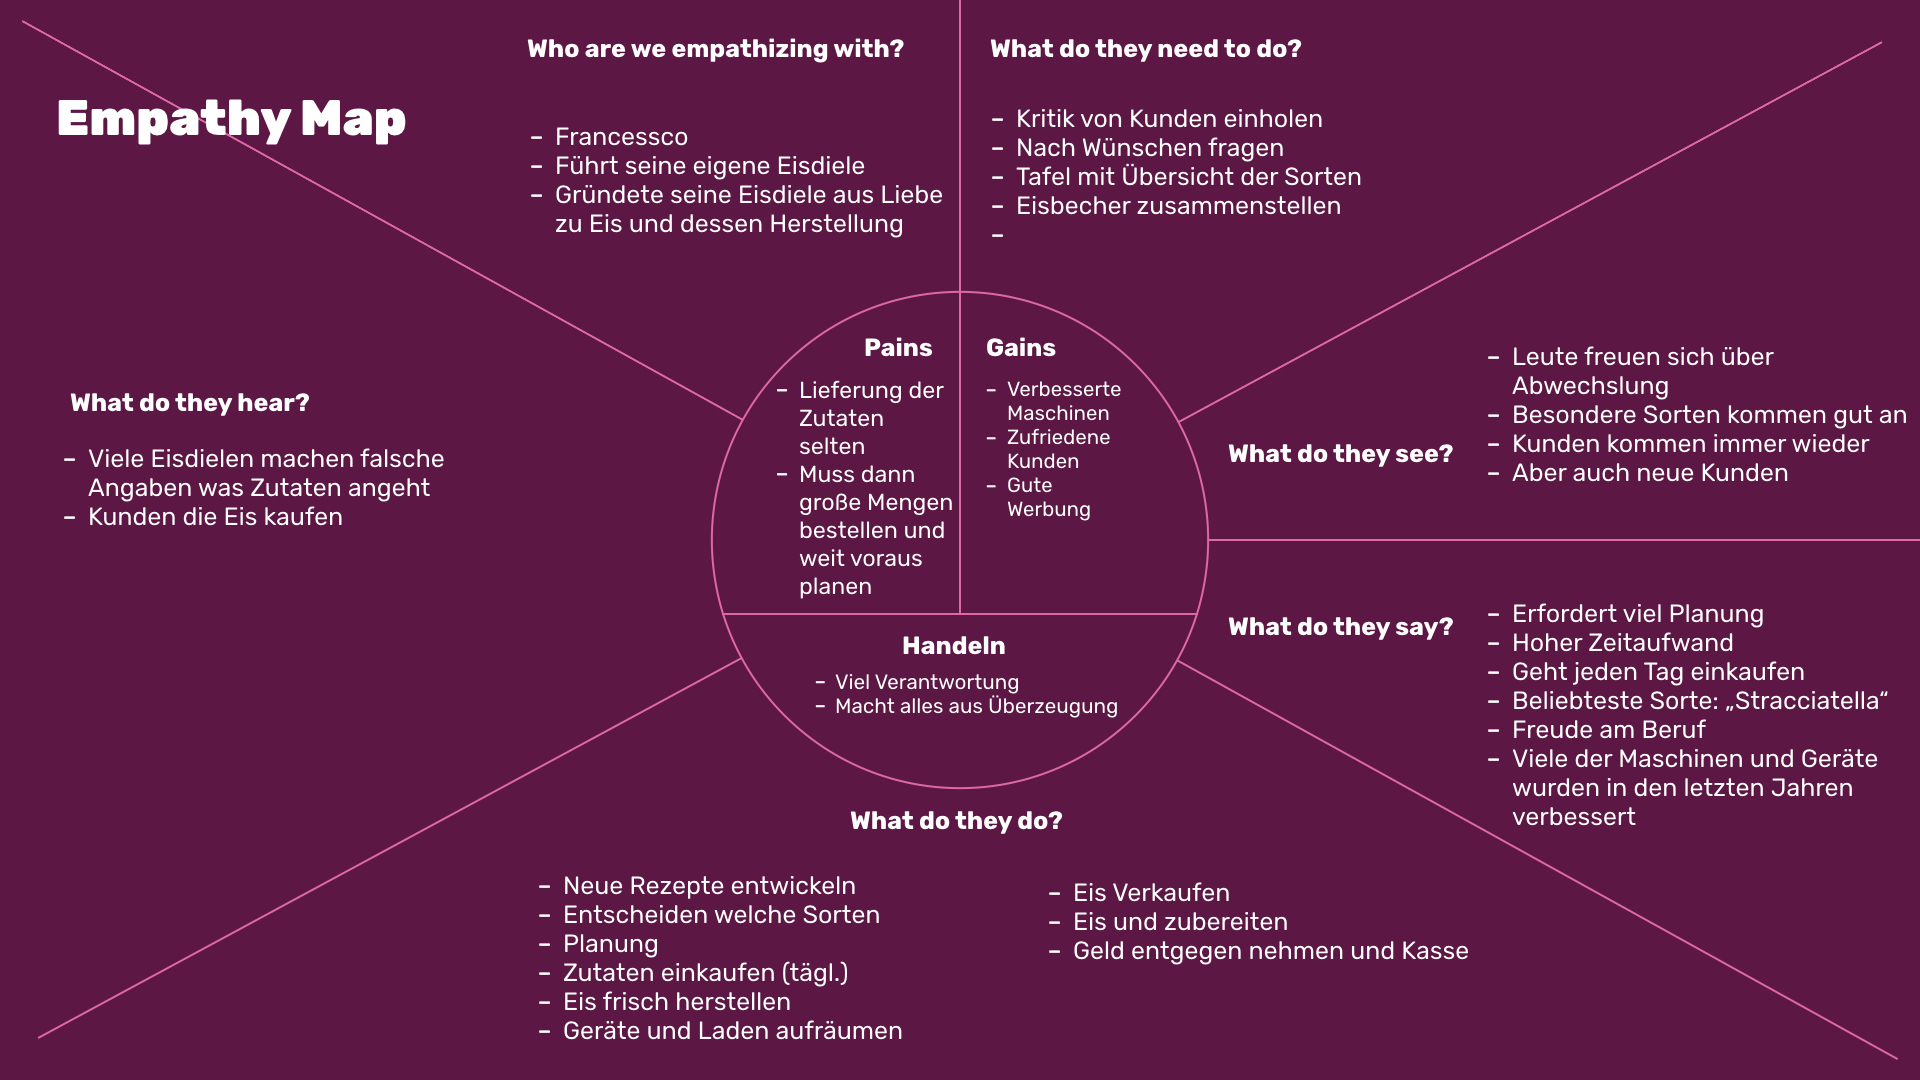 Empathy Map
Who are we empathizing with?
– Francessco
– Führt seine eigene Eisdiele
– Gründete seine Eisdiele aus Liebe
zu Eis und dessen Herstellung
What do they need to do?
– Kritik von Kunden einholen
– Nach Wünschen fragen
– Tafel mit Übersicht der Sorten
– Eisbecher zusammenstellen
–
What do they hear?
– Viele Eisdielen machen falsche
Angaben was Zutaten angeht
– Kunden die Eis kaufen
Pains
– Lieferung der
Zutaten
selten
– Muss dann
große Mengen
bestellen und
weit voraus
planen
Gains
– Verbesserte
Maschinen
– Zufriedene
Kunden
– Gute
Werbung
Handeln
– Viel Verantwortung
– Macht alles aus Überzeugung
What do they see?
– Leute freuen sich über
Abwechslung
– Besondere Sorten kommen gut an
– Kunden kommen immer wieder
– Aber auch neue Kunden
What do they say?
– Erfordert viel Planung
– Hoher Zeitaufwand
– Geht jeden Tag einkaufen
– Beliebteste Sorte: „Stracciatella“
– Freude am Beruf
– Viele der Maschinen und Geräte
wurden in den letzten Jahren
verbessert
What do they do?
– Neue Rezepte entwickeln
– Entscheiden welche Sorten
– Planung
– Zutaten einkaufen (tägl.)
– Eis frisch herstellen
– Geräte und Laden aufräumen
– Eis Verkaufen
– Eis und zubereiten
– Geld entgegen nehmen und Kasse